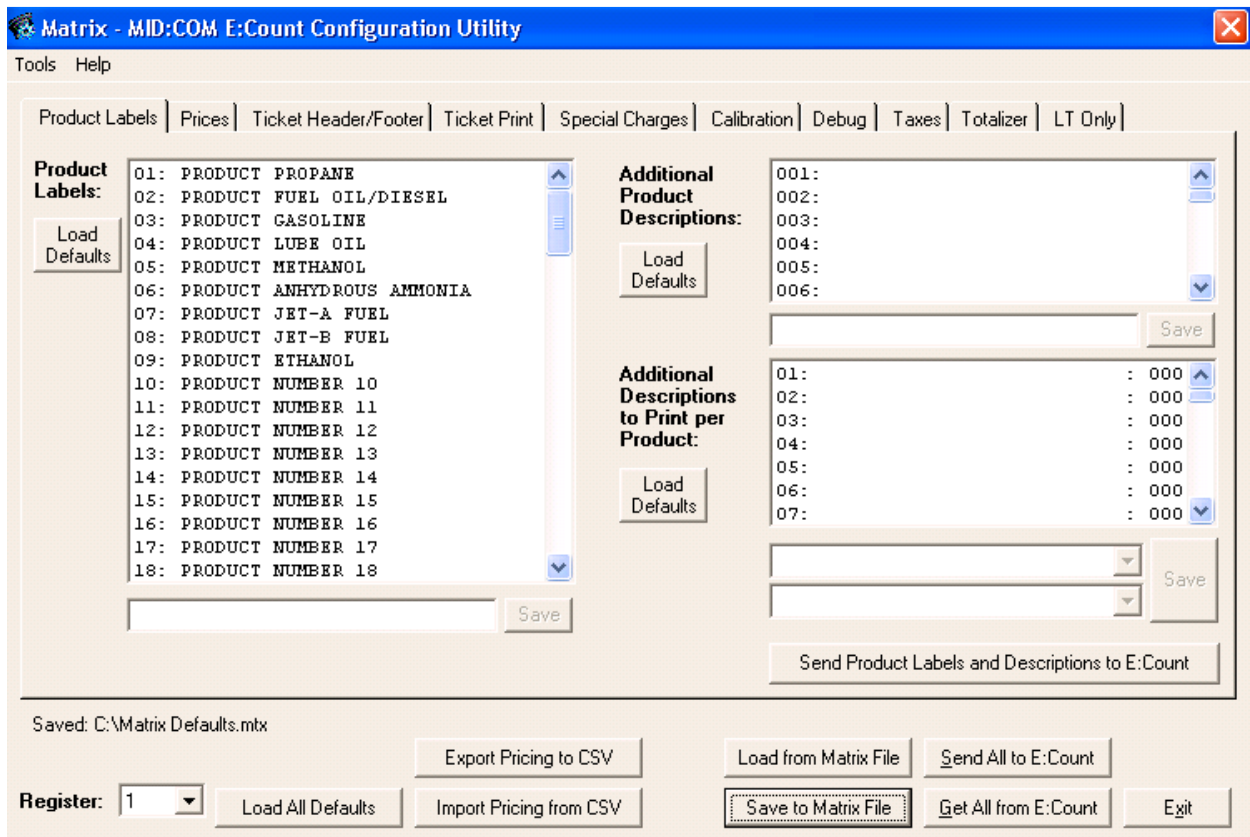 Matrix - MID:COM E:Count Configuration Utility
Tools Help
Product Labels Prices Ticket Header/Footer Ticket Print Special Charges Calibration Debug Taxes Totalizer LT Only
Product
Labels:
Load
Defaults
01: PRODUCT PROPANE
02: PRODUCT FUEL OIL/DIESEL
03: PRODUCT GASOLINE
04: PRODUCT LUBE OIL
05: PRODUCT METHANOL
06: PRODUCT ANHYDROUS AMMONIA
07: PRODUCT JET-A FUEL
08: PRODUCT JET-B FUEL
09: PRODUCT ETHANOL
10: PRODUCT NUMBER 10
11: PRODUCT NUMBER 11
12: PRODUCT NUMBER 12
13: PRODUCT NUMBER 13
14: PRODUCT NUMBER 14
15: PRODUCT NUMBER 15
16: PRODUCT NUMBER 16
17: PRODUCT NUMBER 17
18: PRODUCT NUMBER 18
Save
Additional
Product
Descriptions:
Load
Defaults
001:
002:
003:
004:
005:
006:
Save
Additional
Descriptions
to Print per
Product:
Load
Defaults
01: : 000
02: : 000
03: : 000
04: : 000
05: : 000
06: : 000
07: : 000
Save
Send Product Labels and Descriptions to E:Count
Saved: C:\Matrix Defaults.mtx
Export Pricing to CSV Load from Matrix File Send All to E:Count
Register: 1 Load All Defaults Import Pricing from CSV Save to Matrix File Get All from E:Count Exit